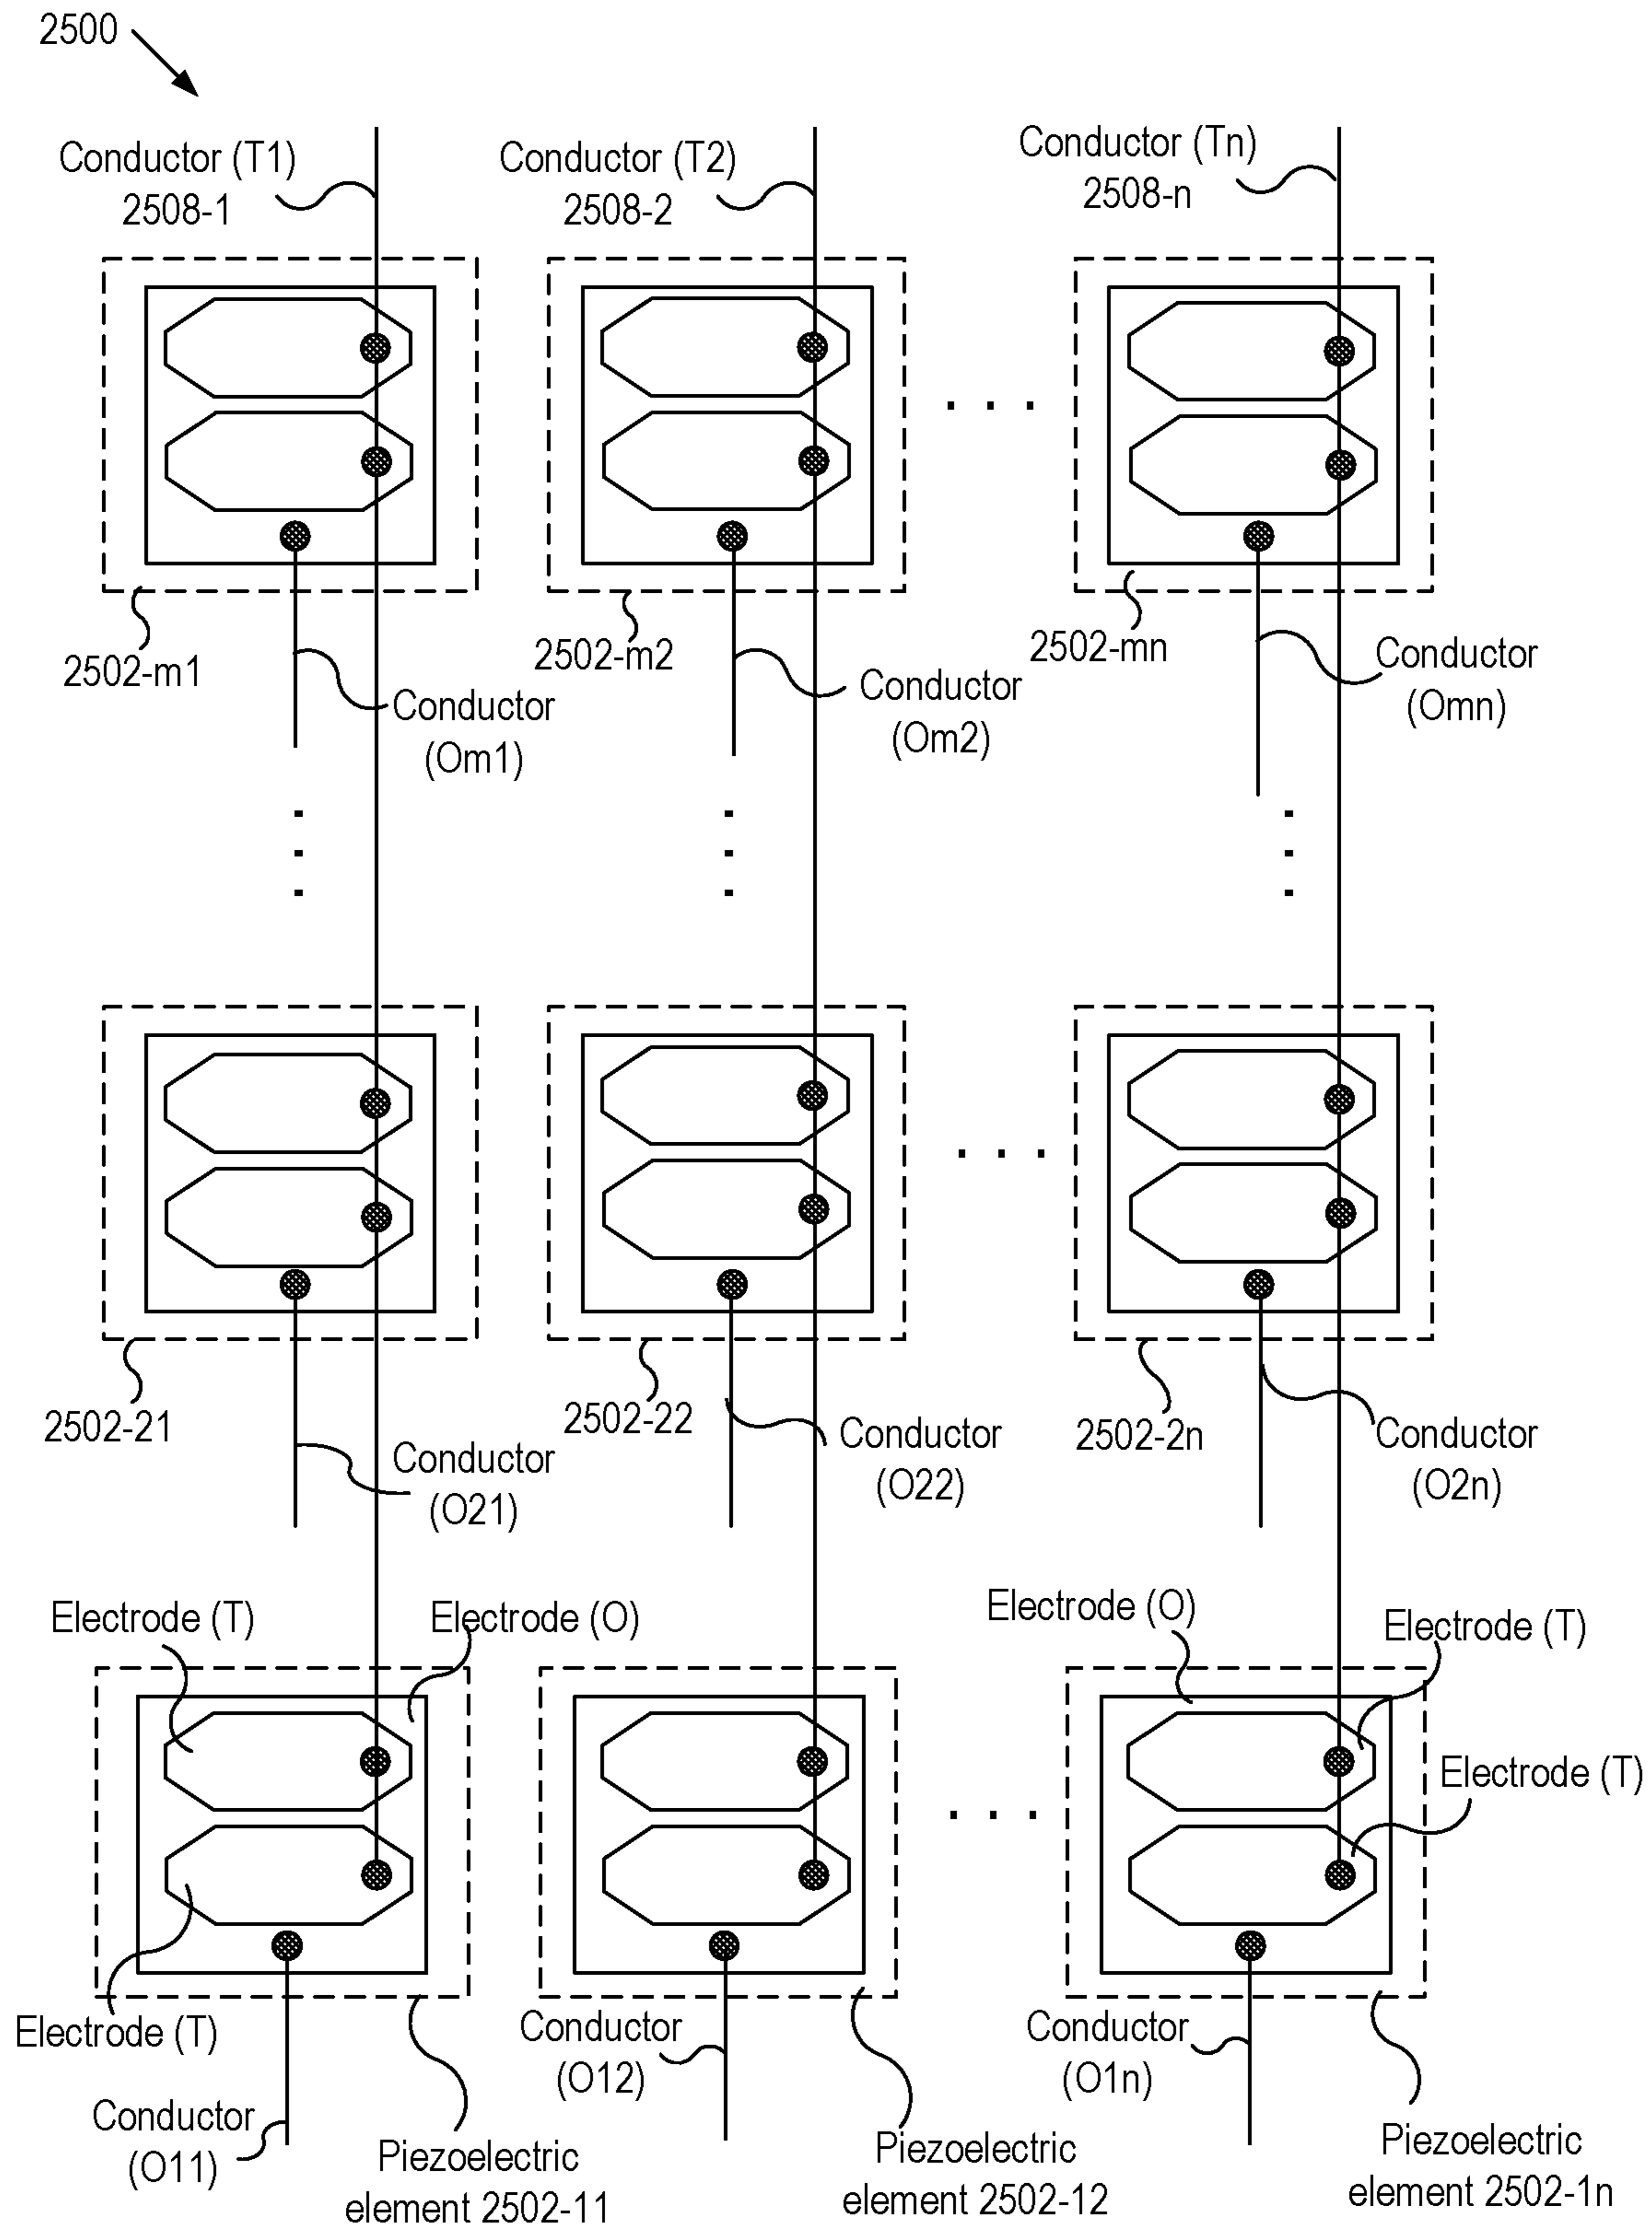 2500
Conductor (T1)
2508-1
Conductor (T2)
2508-2
Conductor (Tn)
2508-n
2502-m1
2502-m2
2502-mn
Conductor
(Om1)
Conductor
(Om2)
Conductor
(Omn)
2502-21
2502-22
2502-2n
Conductor
(O21)
Conductor
(O22)
Conductor
(O2n)
Electrode (T)
Electrode (O)
Electrode (O)
Electrode (T)
Electrode (T)
Electrode (T)
Conductor
(O11)
Piezoelectric
element 2502-11
Conductor
(O12)
Piezoelectric
element 2502-12
Conductor
(O1n)
Piezoelectric
element 2502-1n